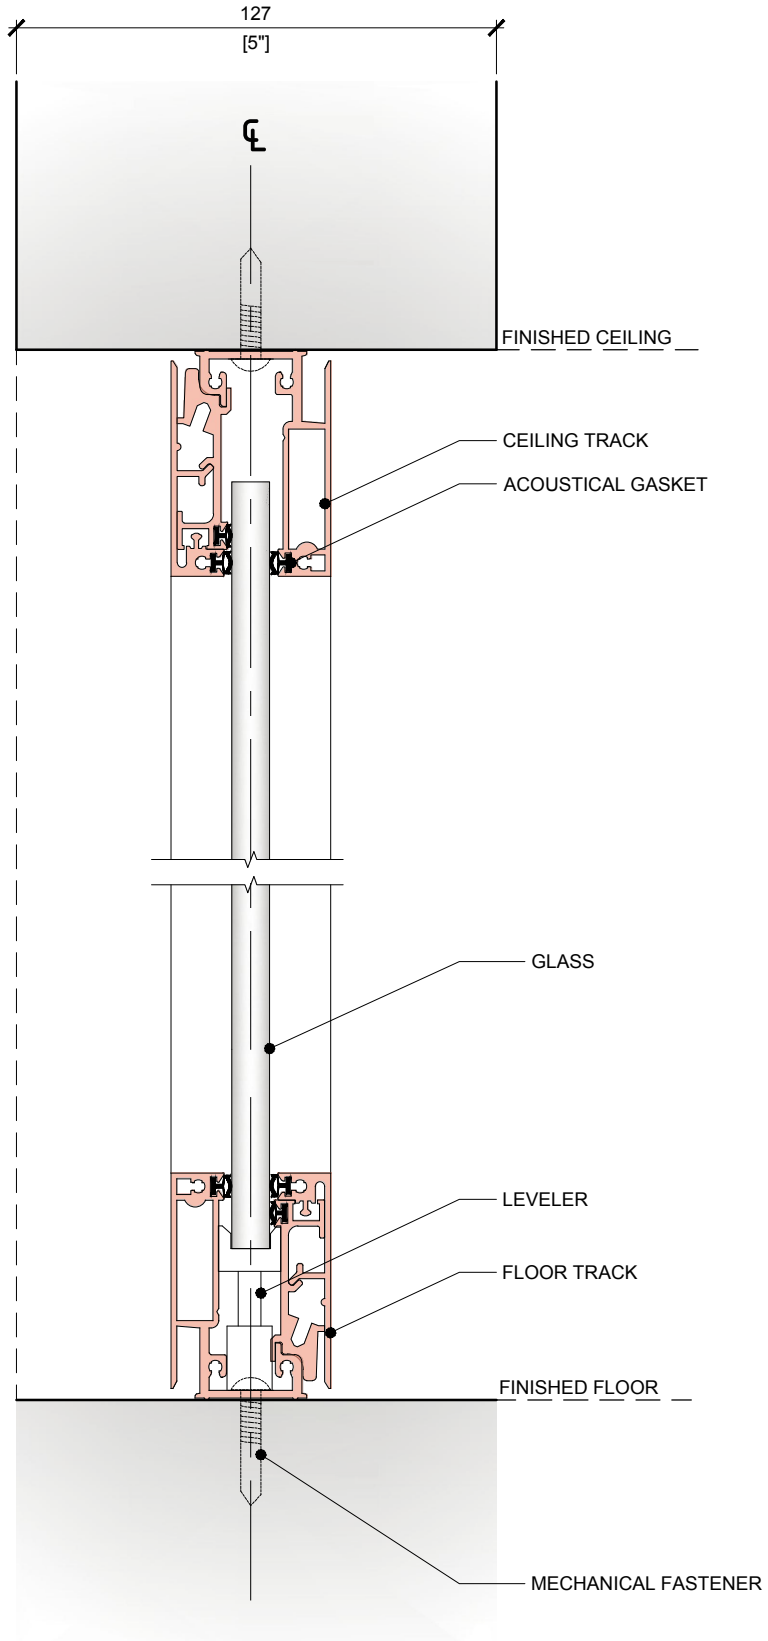 127
[5"]
℄
FINISHED CEILING
CEILING TRACK
ACOUSTICAL GASKET
GLASS
LEVELER
FLOOR TRACK
FINISHED FLOOR
MECHANICAL FASTENER